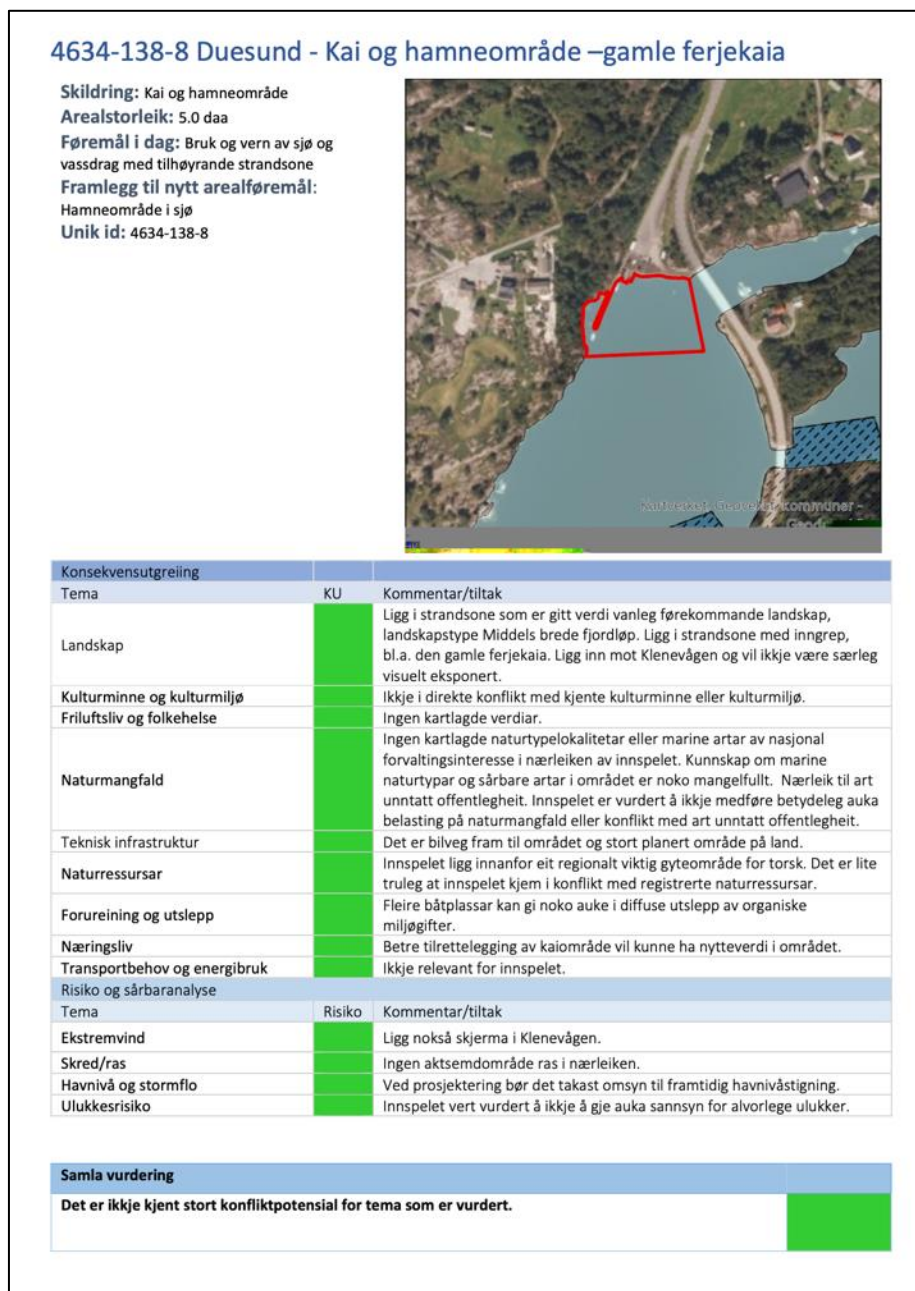 4634-138-8 Duesund - Kai og hamneområde –gamle ferjekaia
Skildring: Kai og hamneområde
Arealstorleik: 5.0 daa
Føremål i dag: Bruk og vern av sjø og
vassdrag med tilhøyrande strandsone
Framlegg til nytt arealføremål:
Hamneområde i sjø
Unik id: 4634-138-8
Kartverket, Geovekst, kommuner -
Konsekvensutgreiing
Tema KU Kommentar/tiltak
Landskap
Ligg i strandsone som er gitt verdi vanleg førekommande landskap,
landskapstype Middels brede fjordløp. Ligg i strandsone med inngrep,
bl.a. den gamle ferjekaia. Ligg inn mot Klenevågen og vil ikkje være særleg
visuelt eksponert.
Kulturminne og kulturmiljø Ikkje i direkte konflikt med kjente kulturminne eller kulturmiljø.
Friluftsliv og folkehelse Ingen kartlagde verdiar.
Naturmangfald
Ingen kartlagde naturtypelokalitetar eller marine artar av nasjonal
forvaltingsinteresse i nærleiken av innspelet. Kunnskap om marine
naturtypar og sårbare artar i området er noko mangelfullt. Nærleik til art
unntatt offentlegheit. Innspelet er vurdert å ikkje medføre betydeleg auka
belasting på naturmangfald eller konflikt med art unntatt offentlegheit.
Teknisk infrastruktur Det er bilveg fram til området og stort planert område på land.
Naturressursar
Innspelet ligg innanfor eit regionalt viktig gyteområde for torsk. Det er lite
truleg at innspelet kjem i konflikt med registrerte naturressursar.
Forureining og utslepp
Fleire båtplassar kan gi noko auke i diffuse utslepp av organiske
miljøgifter.
Næringsliv Betre tilrettelegging av kaiområde vil kunne ha nytteverdi i området.
Transportbehov og energibruk Ikkje relevant for innspelet.
Risiko og sårbaranalyse
Tema Risiko Kommentar/tiltak
Ekstremvind Ligg nokså skjerma i Klenevågen.
Skred/ras Ingen aktsemdområde ras i nærleiken.
Havnivå og stormflo Ved prosjektering bør det takast omsyn til framtidig havnivåstigning.
Ulukkesrisiko Innspelet vert vurdert å ikkje å gje auka sannsyn for alvorlege ulukker.
Samla vurdering
Det er ikkje kjent stort konfliktpotensial for tema som er vurdert.